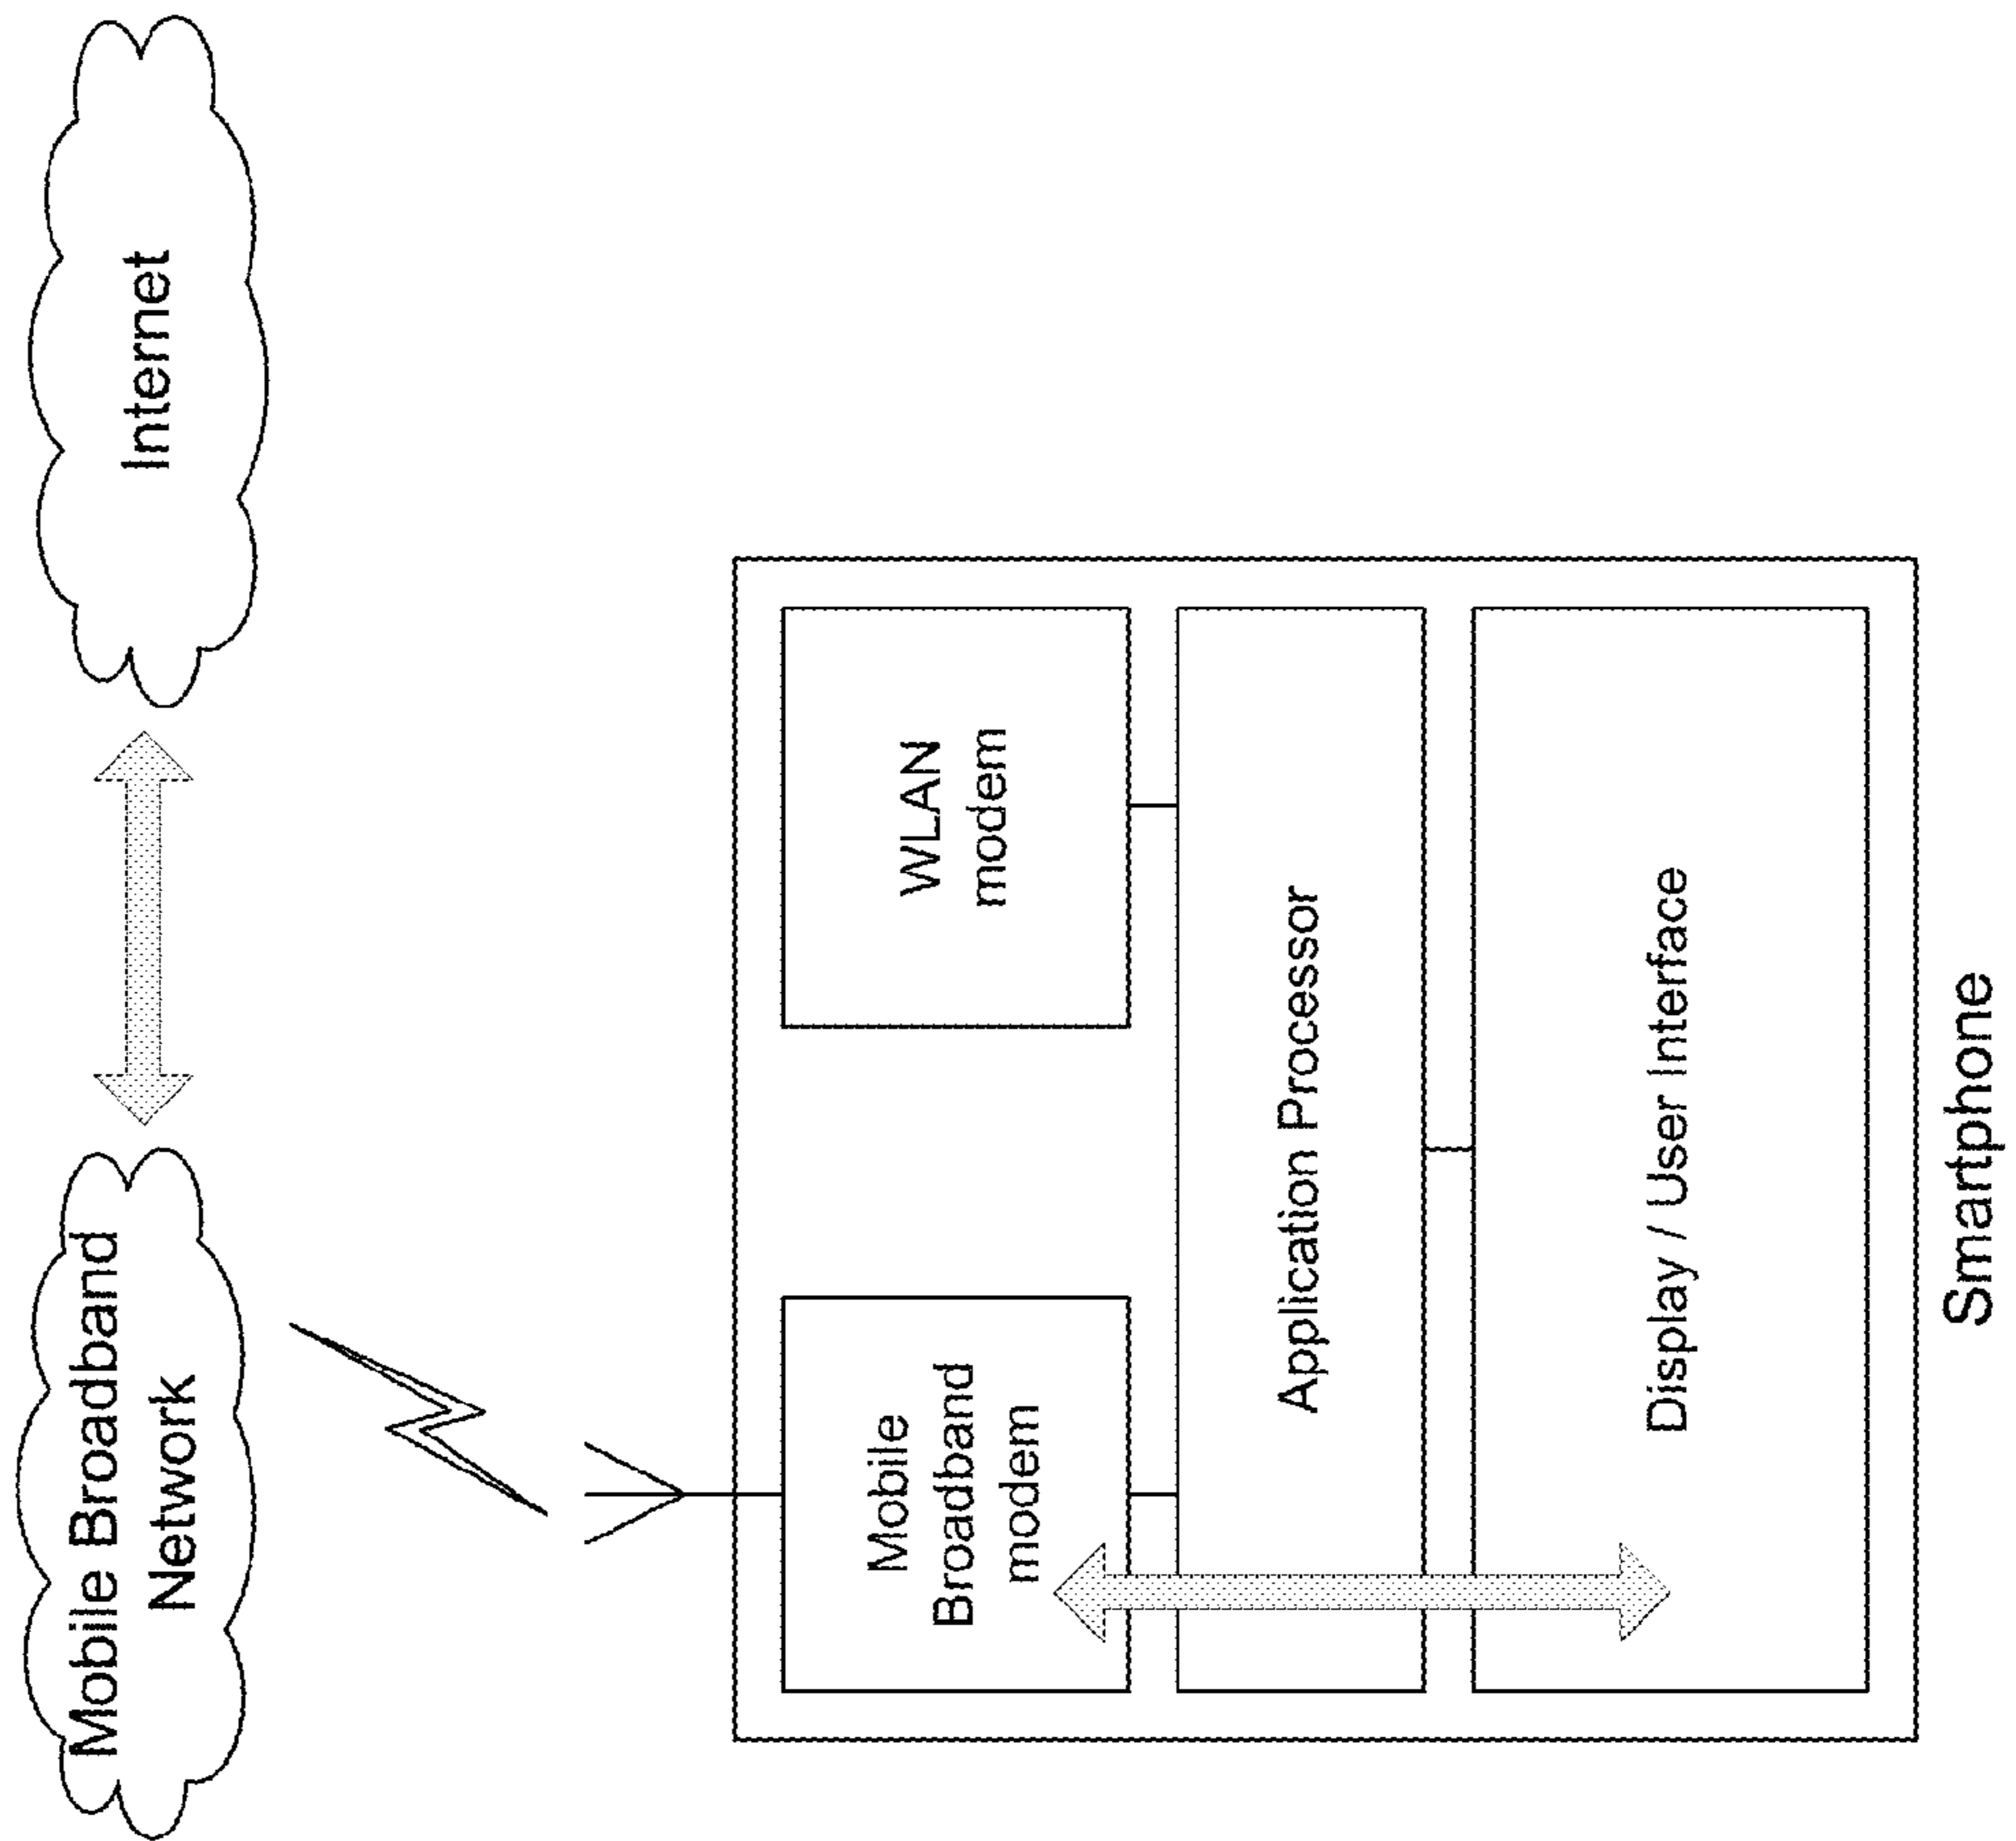 Mobile Broadband
Network
Internet
Mobile
Broadband
modem
WLAN
modem
Application Processor
Display / User Interface
Smartphone